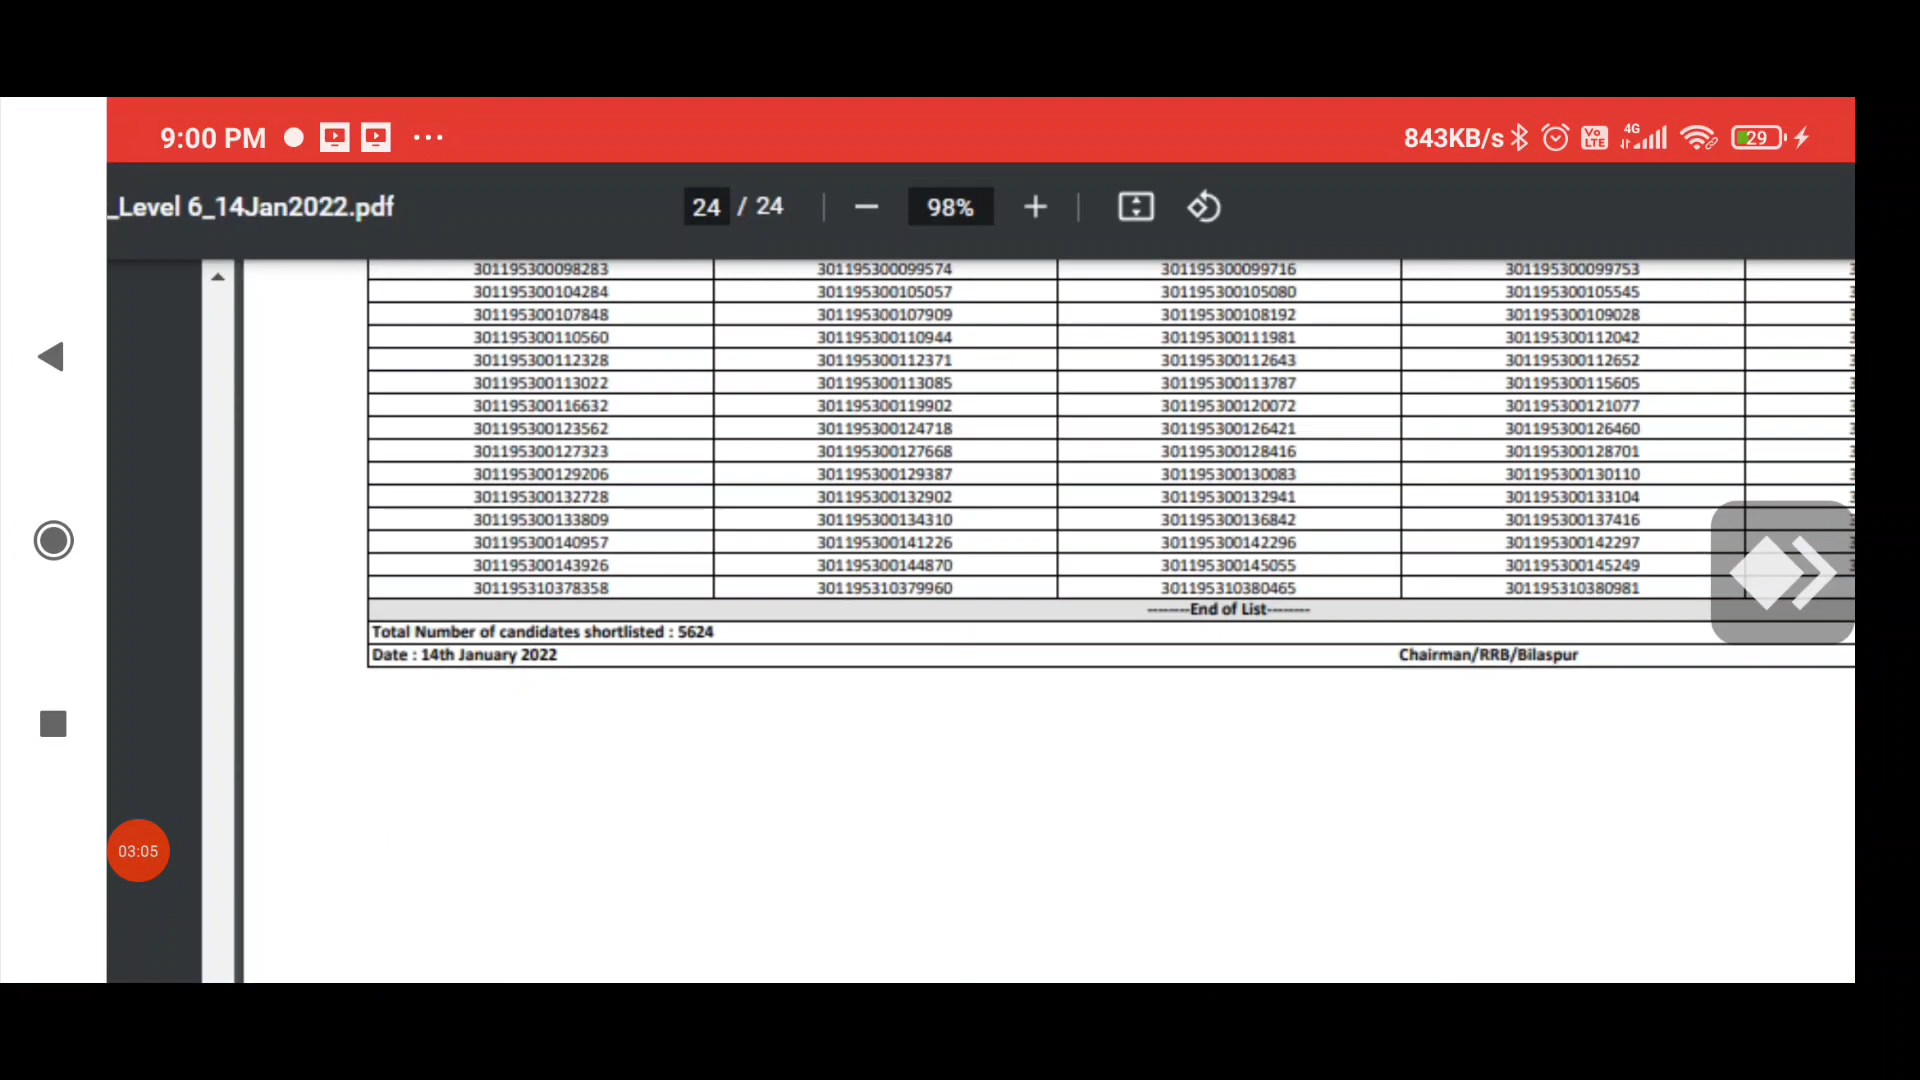 9:00 PM ... 843KB/s Vo LTE 4G 29
_Level 6_14Jan2022.pdf 24 / 24 98%
301195300098283 301195300099574 301195300099716 301195300099753
301195300104284 301195300105057 301195300105080 301195300105545
301195300107848 301195300107909 301195300108192 301195300109028
301195300110560 301195300110944 301195300111981 301195300112042
301195300112328 301195300112371 301195300112643 301195300112652
301195300113022 301195300113085 301195300113787 301195300115605
301195300116632 301195300119902 301195300120072 301195300121077
301195300123562 301195300124718 301195300126421 301195300126460
301195300127323 301195300127668 301195300128416 301195300128701
301195300129206 301195300129387 301195300130083 301195300130110
301195300132728 301195300132902 301195300132941 301195300133104
301195300133809 301195300134310 301195300136842 301195300137416
301195300140957 301195300141226 301195300142296 301195300142297
301195300143926 301195300144870 301195300145055 301195300145249
301195310378358 301195310379960 301195310380465 301195310380981
--------End of List--------
Total Number of candidates shortlisted : 5624
Date : 14th January 2022 Chairman/RRB/Bilaspur
03:05